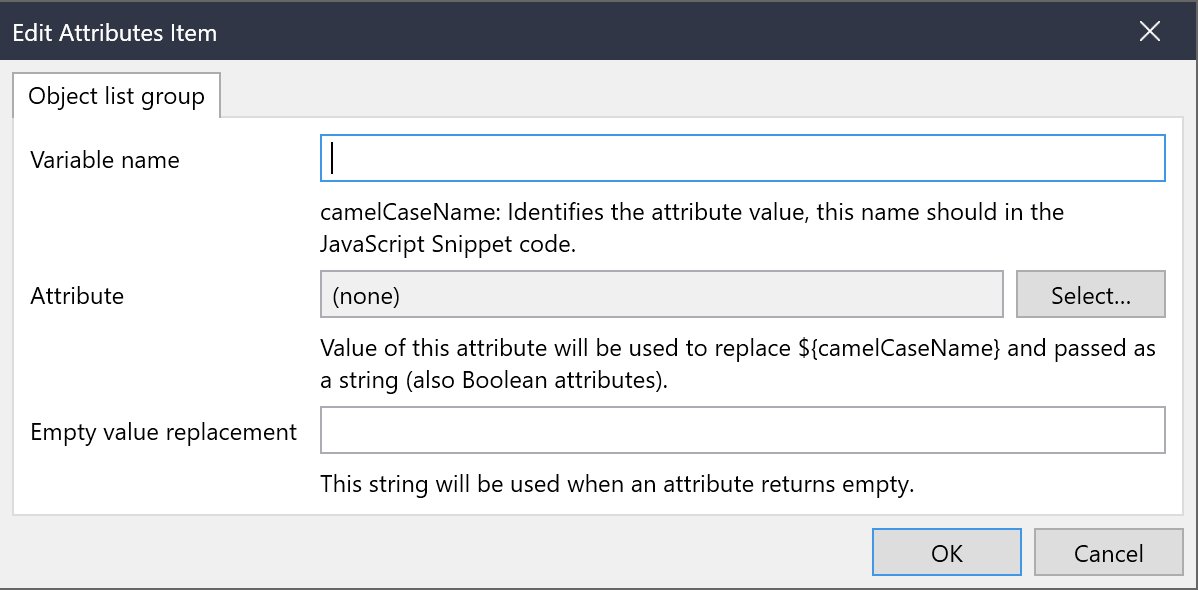 Edit Attributes Item
Object list group
Variable name
camelCaseName: Identifies the attribute value, this name should in the
JavaScript Snippet code.
Attribute
(none)
Select...
Value of this attribute will be used to replace ${camelCaseName} and passed as
a string (also Boolean attributes).
Empty value replacement
This string will be used when an attribute returns empty.
OK
Cancel